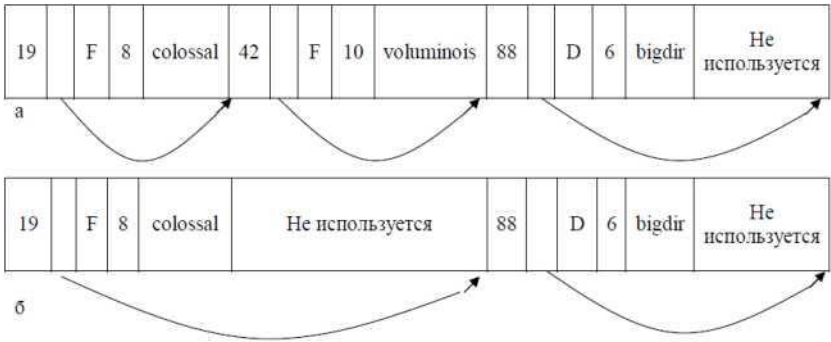 19 F 8 colossal 42 F 10 voluminois 88 D 6 bigdir Не
используется
а
19 F 8 colossal Не используется 88 D 6 bigdir Не
используется
б